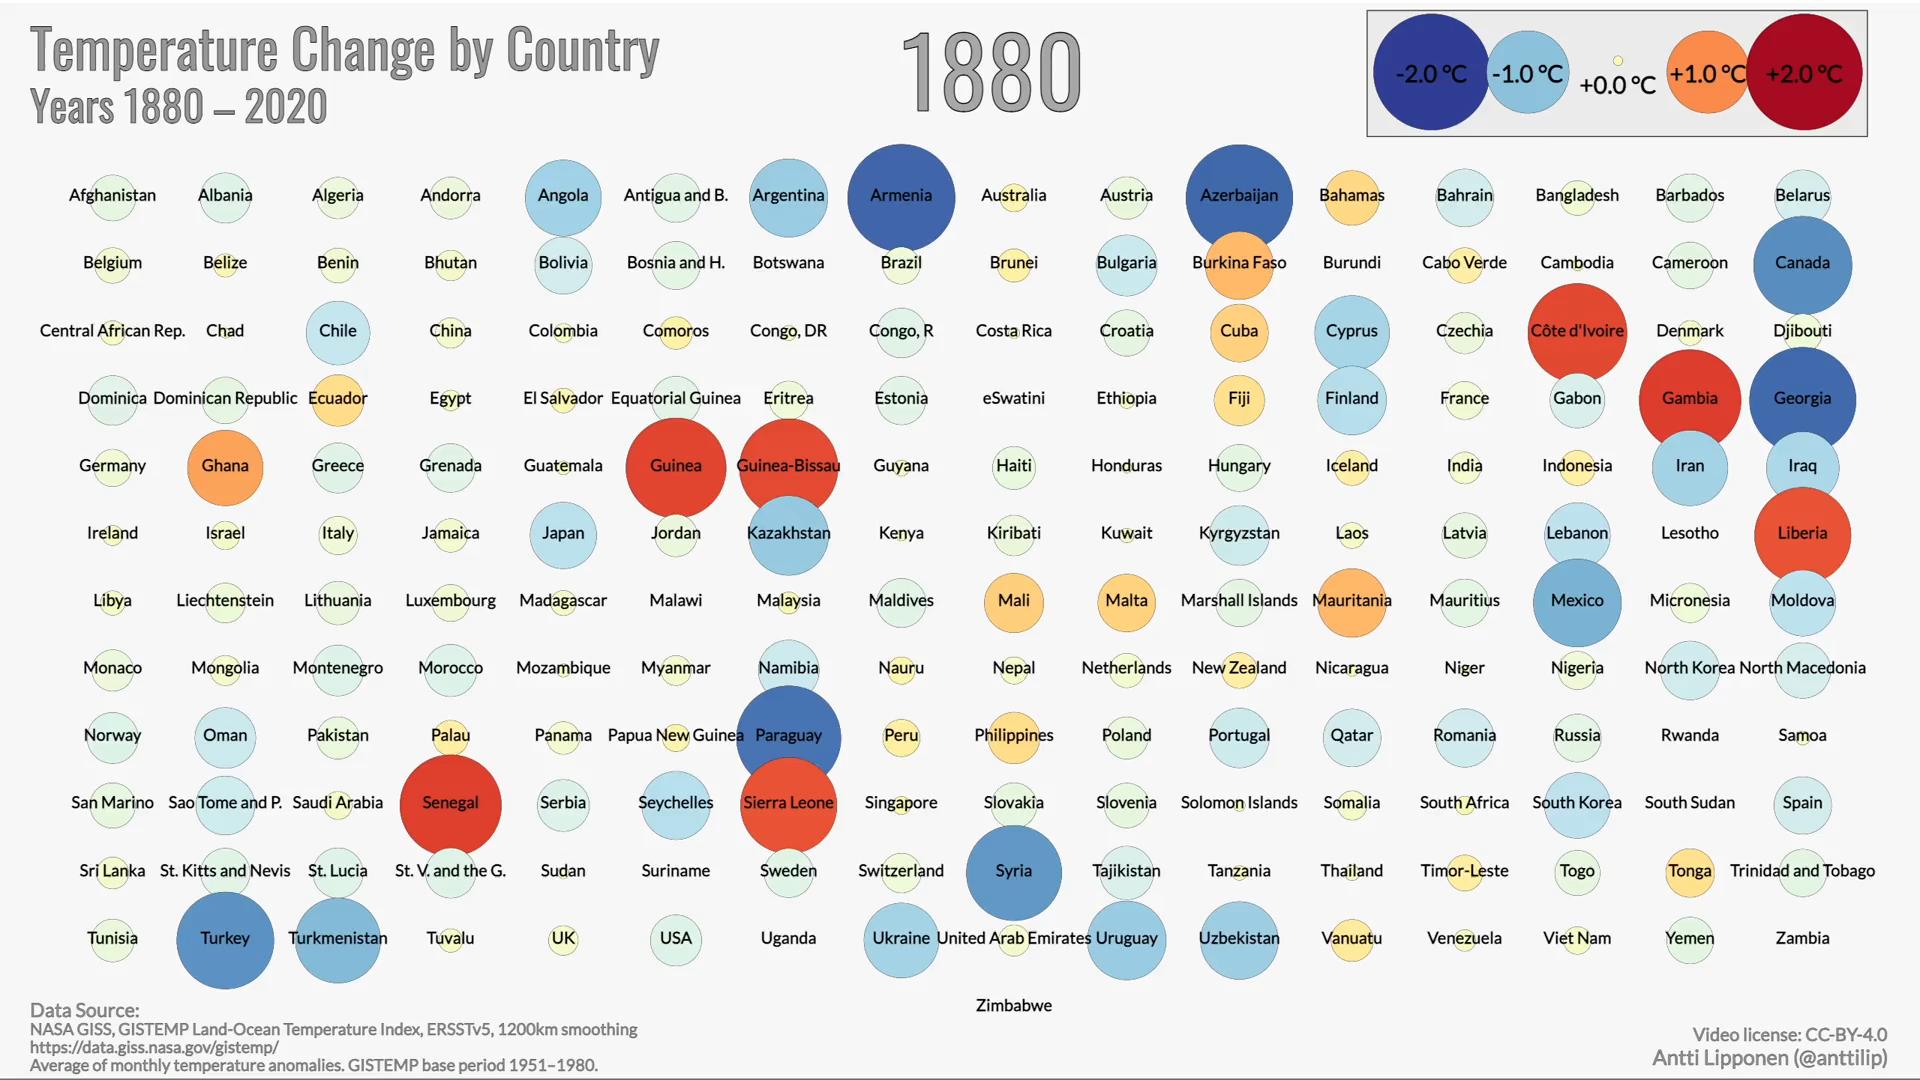 Temperature Change by Country
Years 1880 – 2020
1880
-2.0 °C -1.0 °C +0.0 °C +1.0 °C +2.0 °C
Afghanistan Albania Algeria Andorra Angola Antigua and B. Argentina Armenia Australia Austria Azerbaijan Bahamas Bahrain Bangladesh Barbados Belarus
Belgium Belize Benin Bhutan Bolivia Bosnia and H. Botswana Brazil Brunei Bulgaria Burkina Faso Burundi Cabo Verde Cambodia Cameroon Canada
Central African Rep. Chad Chile China Colombia Comoros Congo, DR Congo, R Costa Rica Croatia Cuba Cyprus Czechia Côte d'Ivoire Denmark Djibouti
Dominica Dominican Republic Ecuador Egypt El Salvador Equatorial Guinea Eritrea Estonia eSwatini Ethiopia Fiji Finland France Gabon Gambia Georgia
Germany Ghana Greece Grenada Guatemala Guinea Guinea-Bissau Guyana Haiti Honduras Hungary Iceland India Indonesia Iran Iraq
Ireland Israel Italy Jamaica Japan Jordan Kazakhstan Kenya Kiribati Kuwait Kyrgyzstan Laos Latvia Lebanon Lesotho Liberia
Libya Liechtenstein Lithuania Luxembourg Madagascar Malawi Malaysia Maldives Mali Malta Marshall Islands Mauritania Mauritius Mexico Micronesia Moldova
Monaco Mongolia Montenegro Morocco Mozambique Myanmar Namibia Nauru Nepal Netherlands New Zealand Nicaragua Niger Nigeria North Korea North Macedonia
Norway Oman Pakistan Palau Panama Papua New Guinea Paraguay Peru Philippines Poland Portugal Qatar Romania Russia Rwanda Samoa
San Marino Sao Tome and P. Saudi Arabia Senegal Serbia Seychelles Sierra Leone Singapore Slovakia Slovenia Solomon Islands Somalia South Africa South Korea South Sudan Spain
Sri Lanka St. Kitts and Nevis St. Lucia St. V. and the G. Sudan Suriname Sweden Switzerland Syria Tajikistan Tanzania Thailand Timor-Leste Togo Tonga Trinidad and Tobago
Tunisia Turkey Turkmenistan Tuvalu UK USA Uganda Ukraine United Arab Emirates Uruguay Uzbekistan Vanuatu Venezuela Viet Nam Yemen Zambia
Zimbabwe
Data Source:
NASA GISS, GISTEMP Land-Ocean Temperature Index, ERSSTv5, 1200km smoothing
https://data.giss.nasa.gov/gistemp/
Average of monthly temperature anomalies. GISTEMP base period 1951–1980.
Video license: CC-BY-4.0
Antti Lipponen (@anttilip)